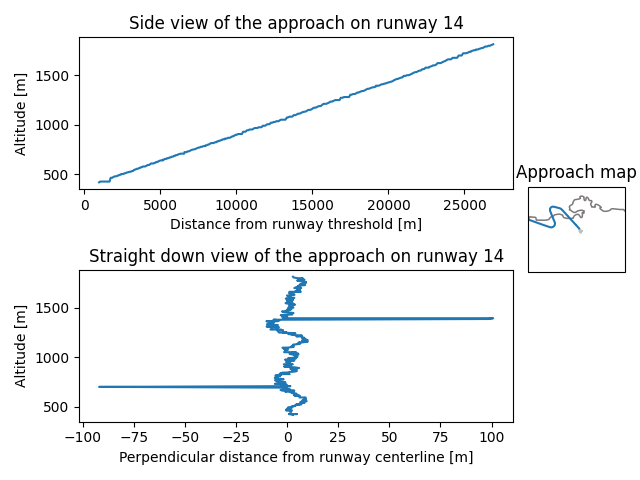 Side view of the approach on runway 14
Altitude [m]
1500
1000
500
0 5000 10000 15000 20000 25000
Distance from runway threshold [m]
Approach map
Straight down view of the approach on runway 14
Altitude [m]
1500
1000
500
−100 −75 −50 −25 0 25 50 75 100
Perpendicular distance from runway centerline [m]